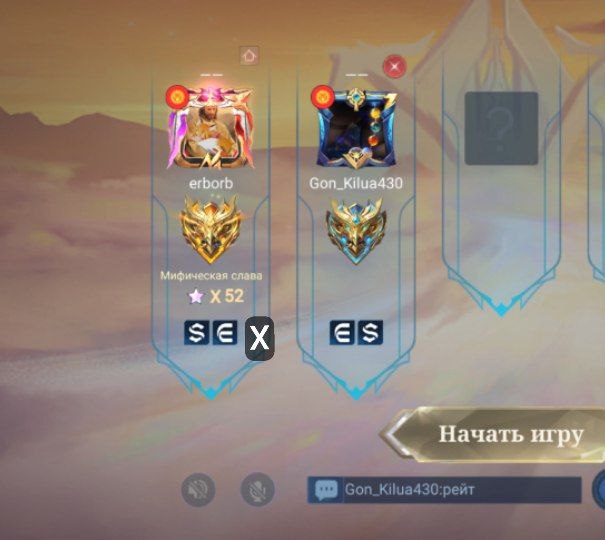 erborb
Gon_Kilua430
Мифическая слава
X 52
S E X
E S
Начать игру
Gon_Kilua430:рейт